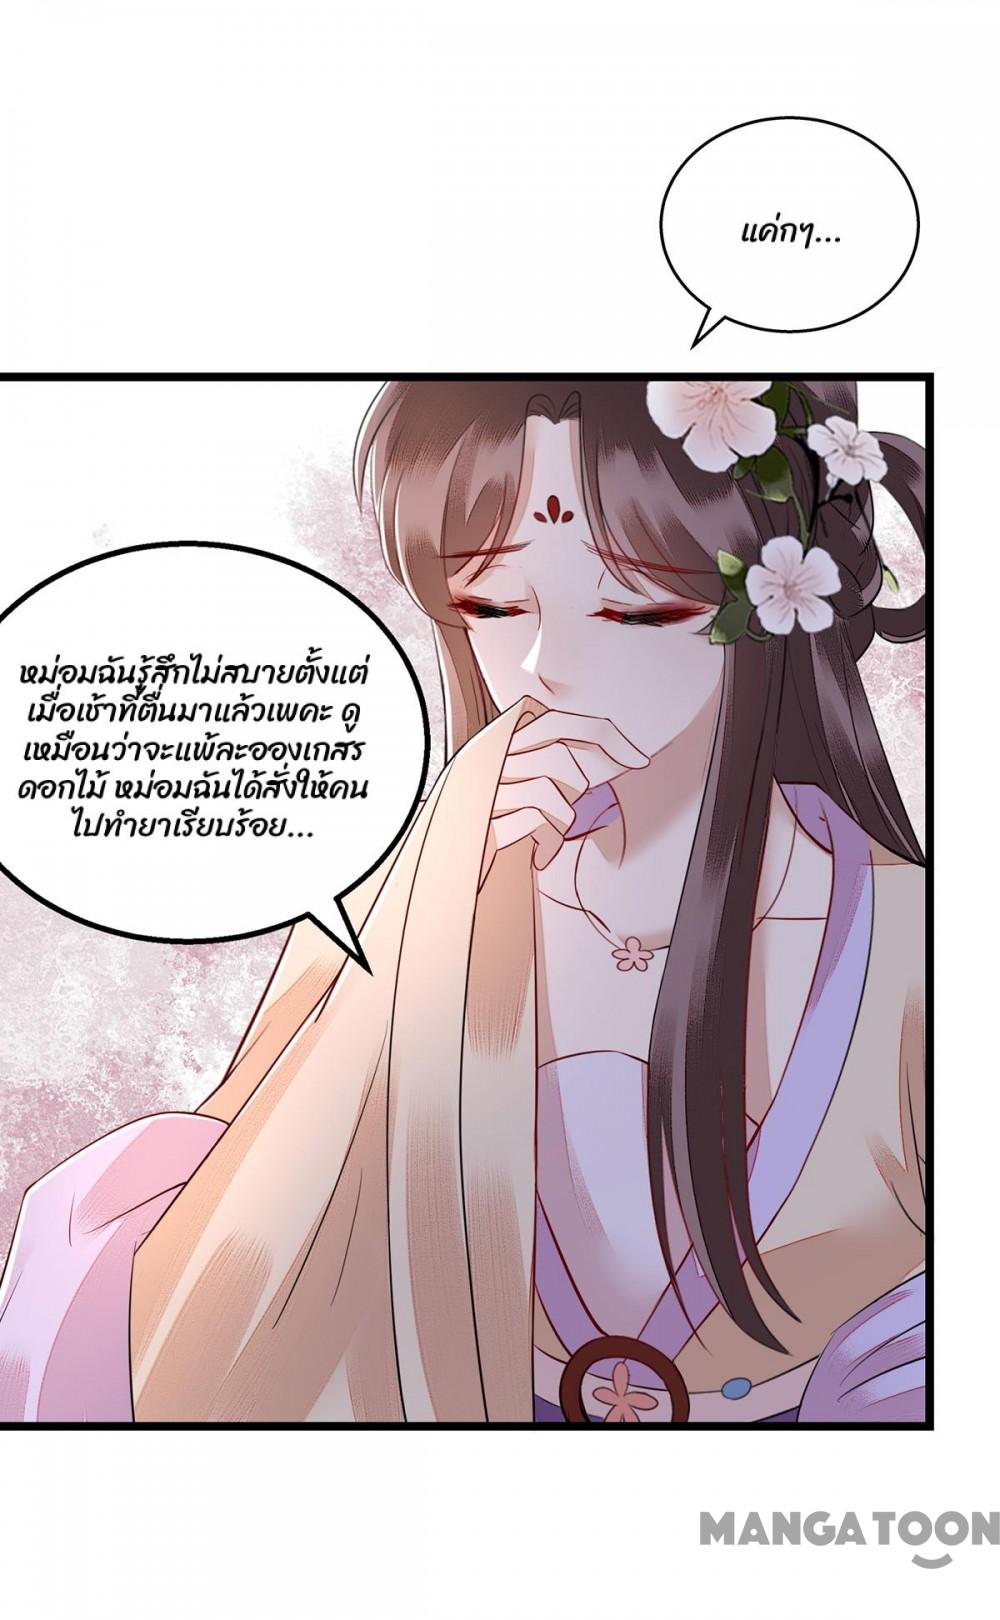 แค่กๆ...
หม่อมฉันรู้สึกไม่สบายตั้งแต่
เมื่อเช้าที่ตื่นมาแล้วเพคะ ดู
เหมือนว่าจะแพ้ละอองเกสร
ดอกไม้ หม่อมฉันได้สั่งให้คน
ไปทำยาเรียบร้อย...
MANGATOON